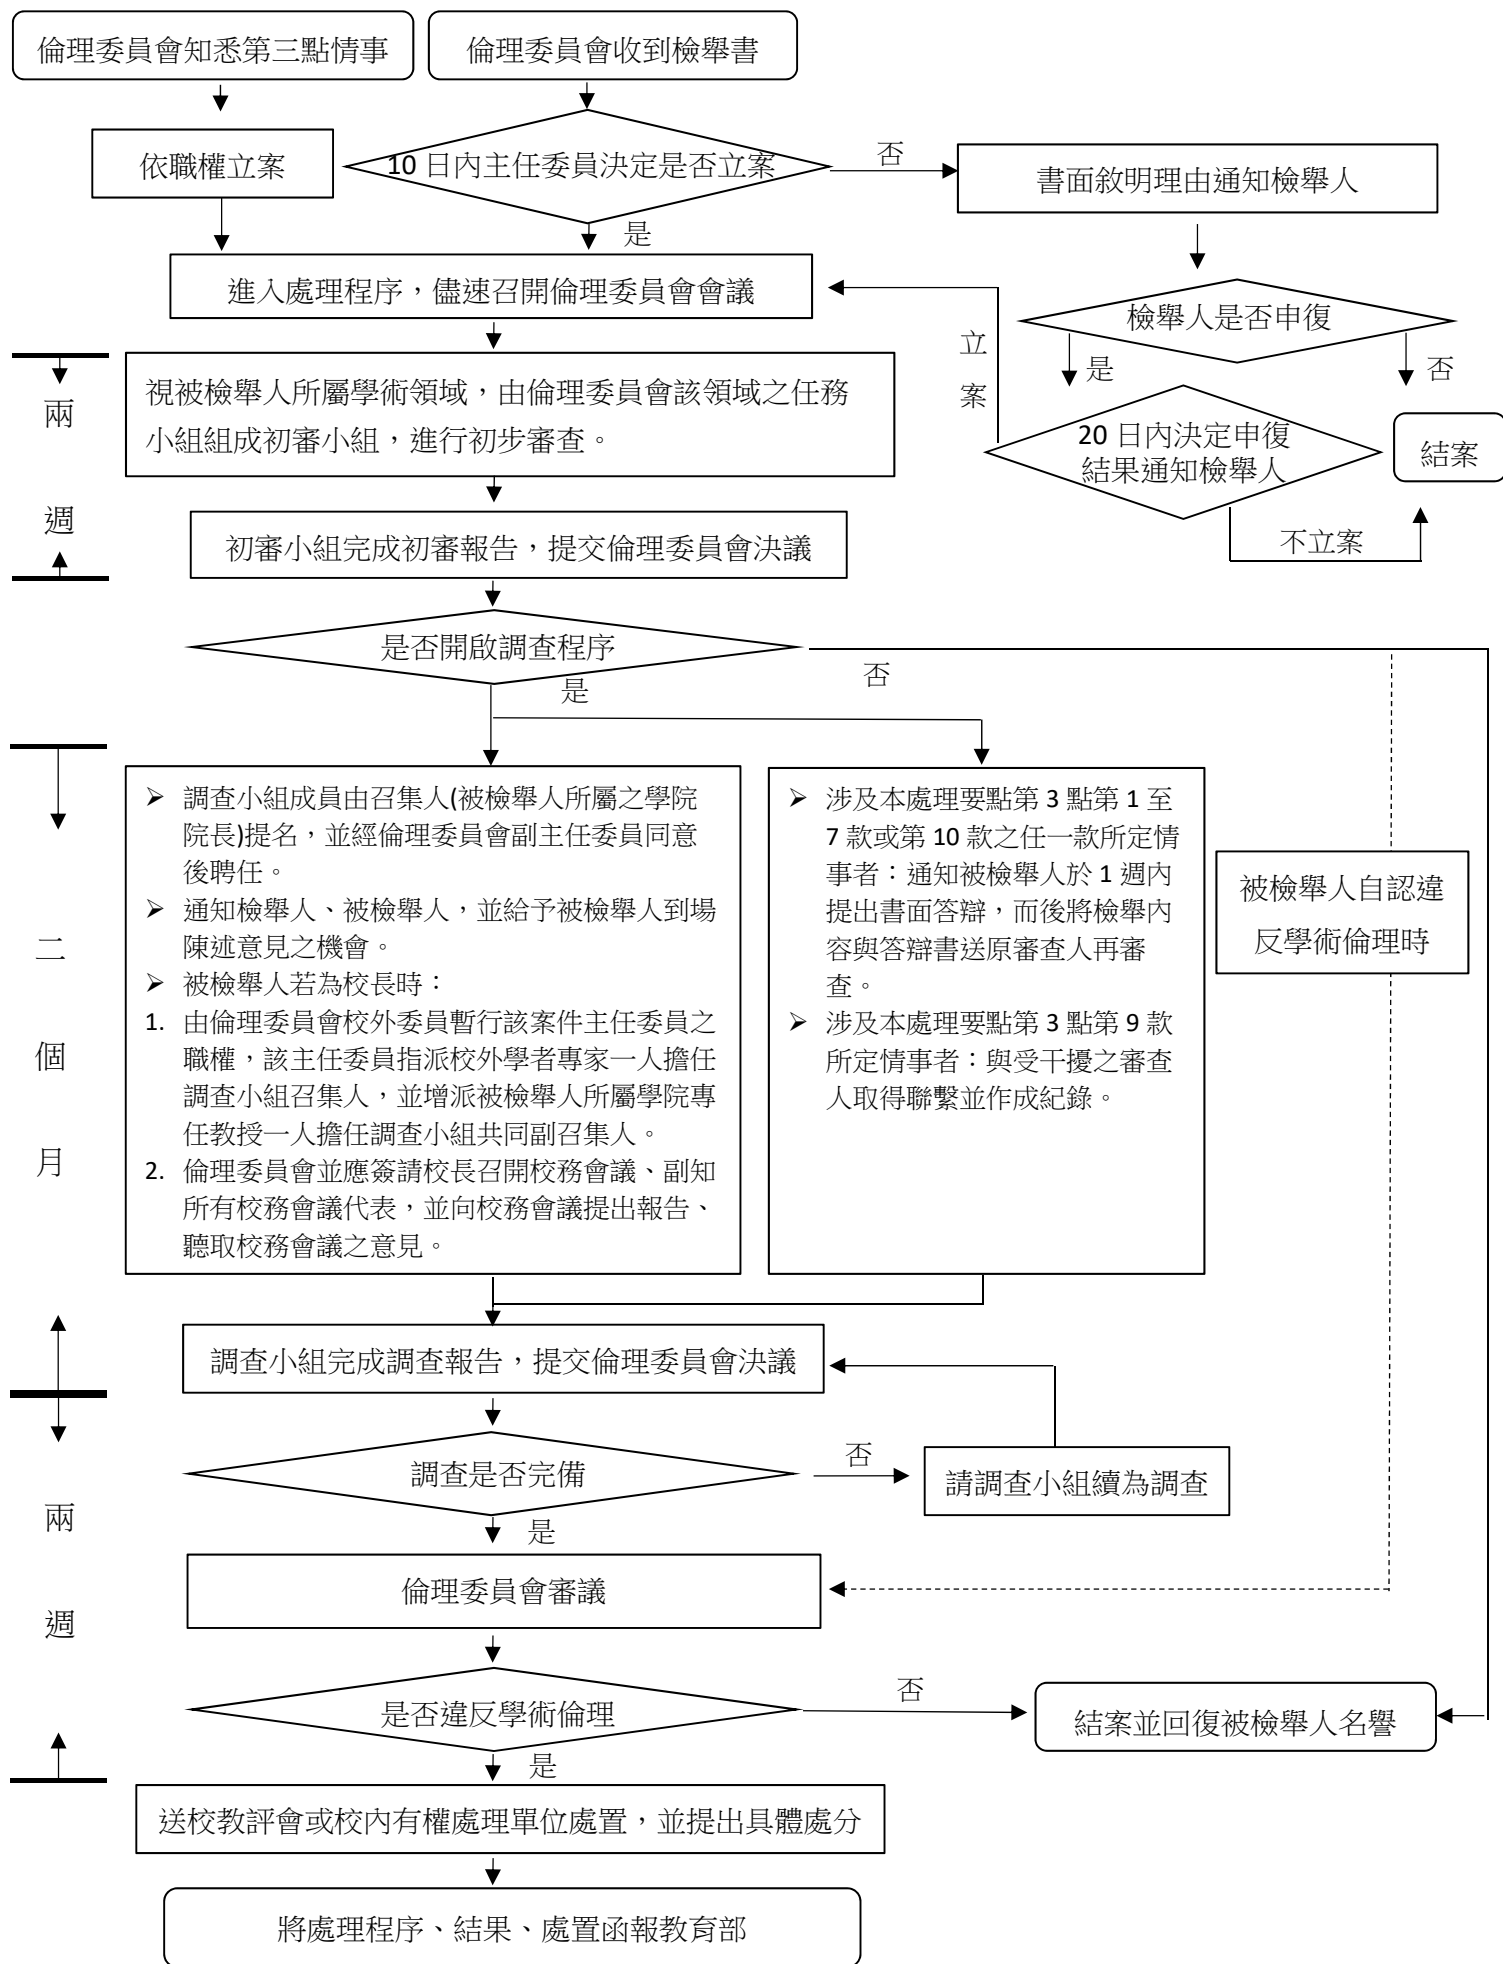 倫理委員會知悉第三點情事
倫理委員會收到檢舉書
依職權立案
10 日內主任委員決定是否立案
否
書面敘明理由通知檢舉人
是
進入處理程序，儘速召開倫理委員會會議
檢舉人是否申復
立
案
是
否
20 日內決定申復
結果通知檢舉人
結案
不立案
兩
週
視被檢舉人所屬學術領域，由倫理委員會該領域之任務
小組組成初審小組，進行初步審查。
初審小組完成初審報告，提交倫理委員會決議
是否開啟調查程序
否
是
二
個
月
➢ 調查小組成員由召集人(被檢舉人所屬之學院
院長)提名，並經倫理委員會副主任委員同意
後聘任。
➢ 通知檢舉人、被檢舉人，並給予被檢舉人到場
陳述意見之機會。
➢ 被檢舉人若為校長時：
1. 由倫理委員會校外委員暫行該案件主任委員之
職權，該主任委員指派校外學者專家一人擔任
調查小組召集人，並增派被檢舉人所屬學院專
任教授一人擔任調查小組共同副召集人。
2. 倫理委員會並應簽請校長召開校務會議、副知
所有校務會議代表，並向校務會議提出報告、
聽取校務會議之意見。
➢ 涉及本處理要點第 3 點第 1 至
7 款或第 10 款之任一款所定情
事者：通知被檢舉人於 1 週內
提出書面答辯，而後將檢舉內
容與答辯書送原審查人再審
查。
➢ 涉及本處理要點第 3 點第 9 款
所定情事者：與受干擾之審查
人取得聯繫並作成紀錄。
被檢舉人自認違
反學術倫理時
調查小組完成調查報告，提交倫理委員會決議
兩
週
調查是否完備
否
請調查小組續為調查
是
倫理委員會審議
是否違反學術倫理
否
結案並回復被檢舉人名譽
是
送校教評會或校內有權處理單位處置，並提出具體處分
將處理程序、結果、處置函報教育部